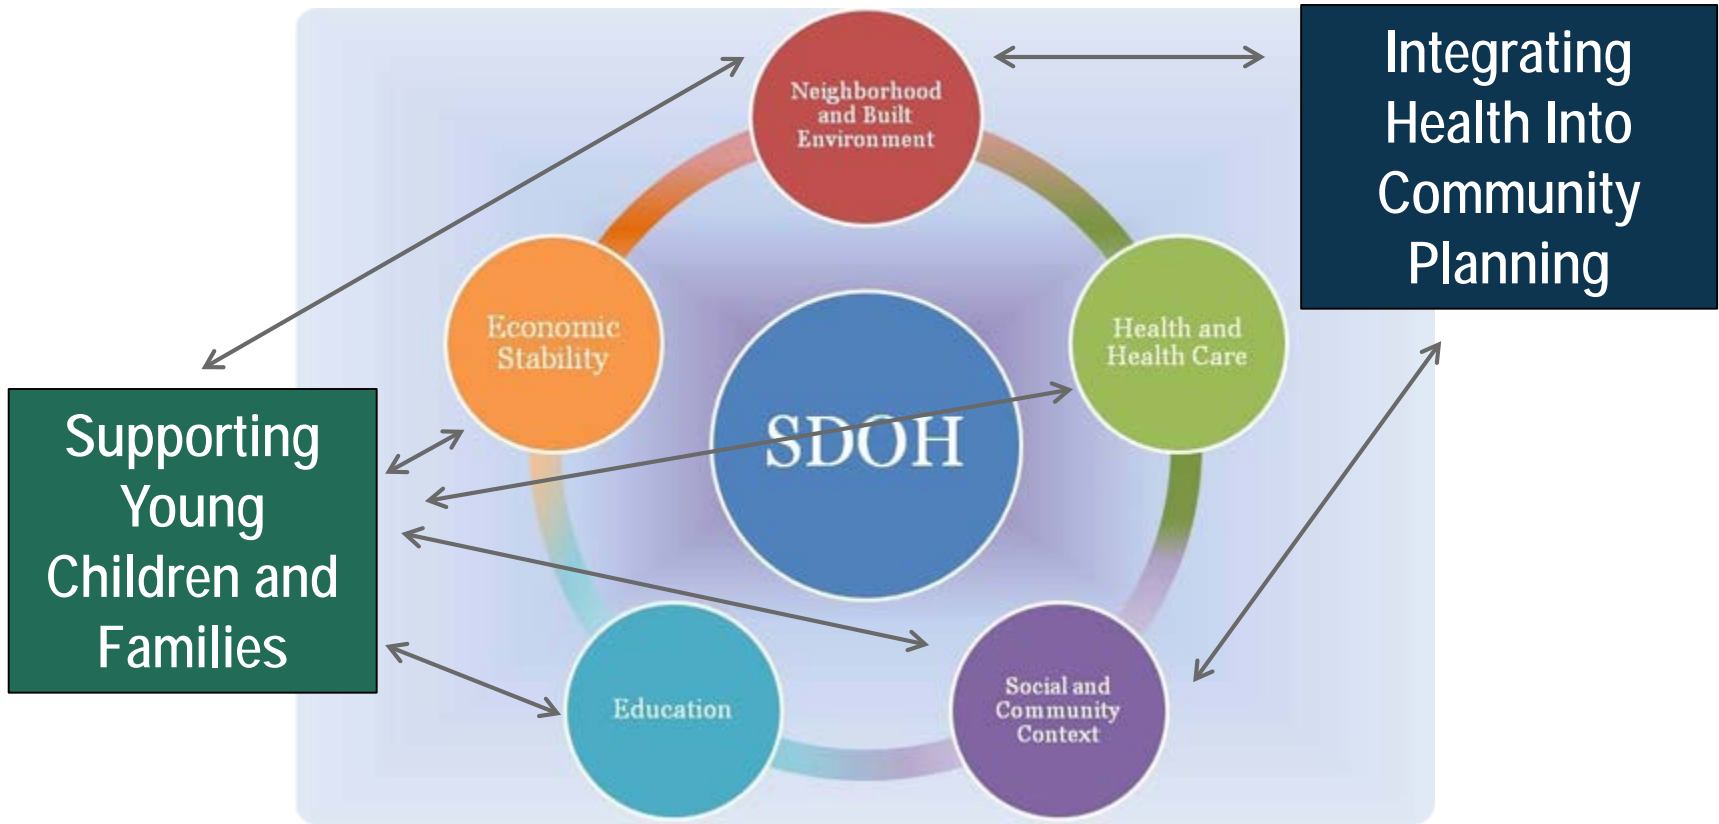 Neighborhood
and Built
Environment
Integrating
Health Into
Community
Planning
Economic
Stability
Health and
Health Care
SDOH
Supporting
Young
Children and
Families
Education
Social and
Community
Context